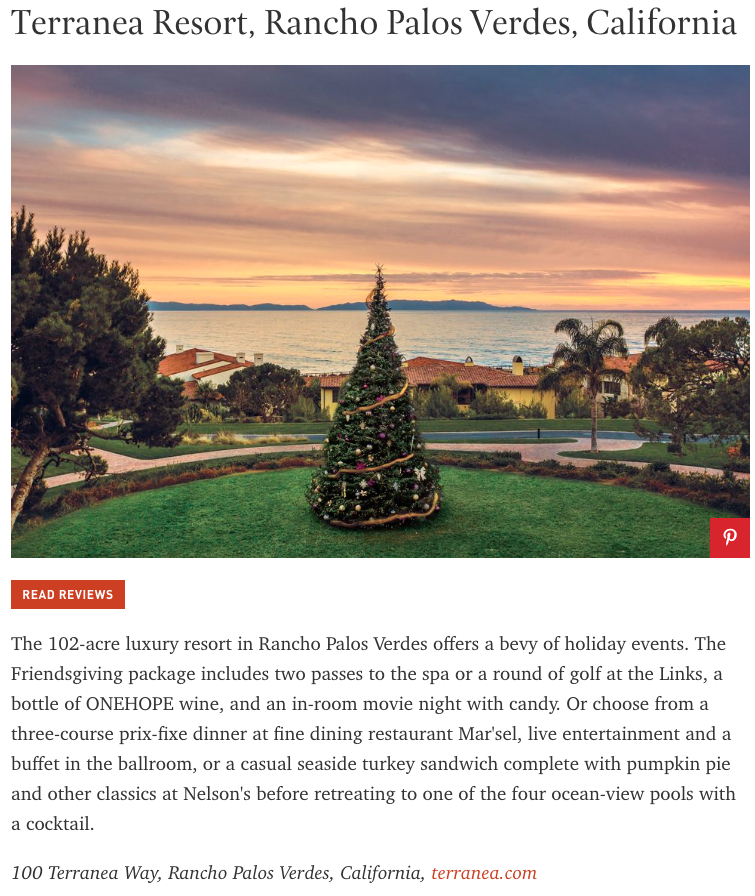 Terranea Resort, Rancho Palos Verdes, California
READ REVIEWS
The 102-acre luxury resort in Rancho Palos Verdes offers a bevy of holiday events. The
Friendsgiving package includes two passes to the spa or a round of golf at the Links, a
bottle of ONEHOPE wine, and an in-room movie night with candy. Or choose from a
three-course prix-fixe dinner at fine dining restaurant Mar'sel, live entertainment and a
buffet in the ballroom, or a casual seaside turkey sandwich complete with pumpkin pie
and other classics at Nelson's before retreating to one of the four ocean-view pools with
a cocktail.
100 Terranea Way, Rancho Palos Verdes, California, terranea.com